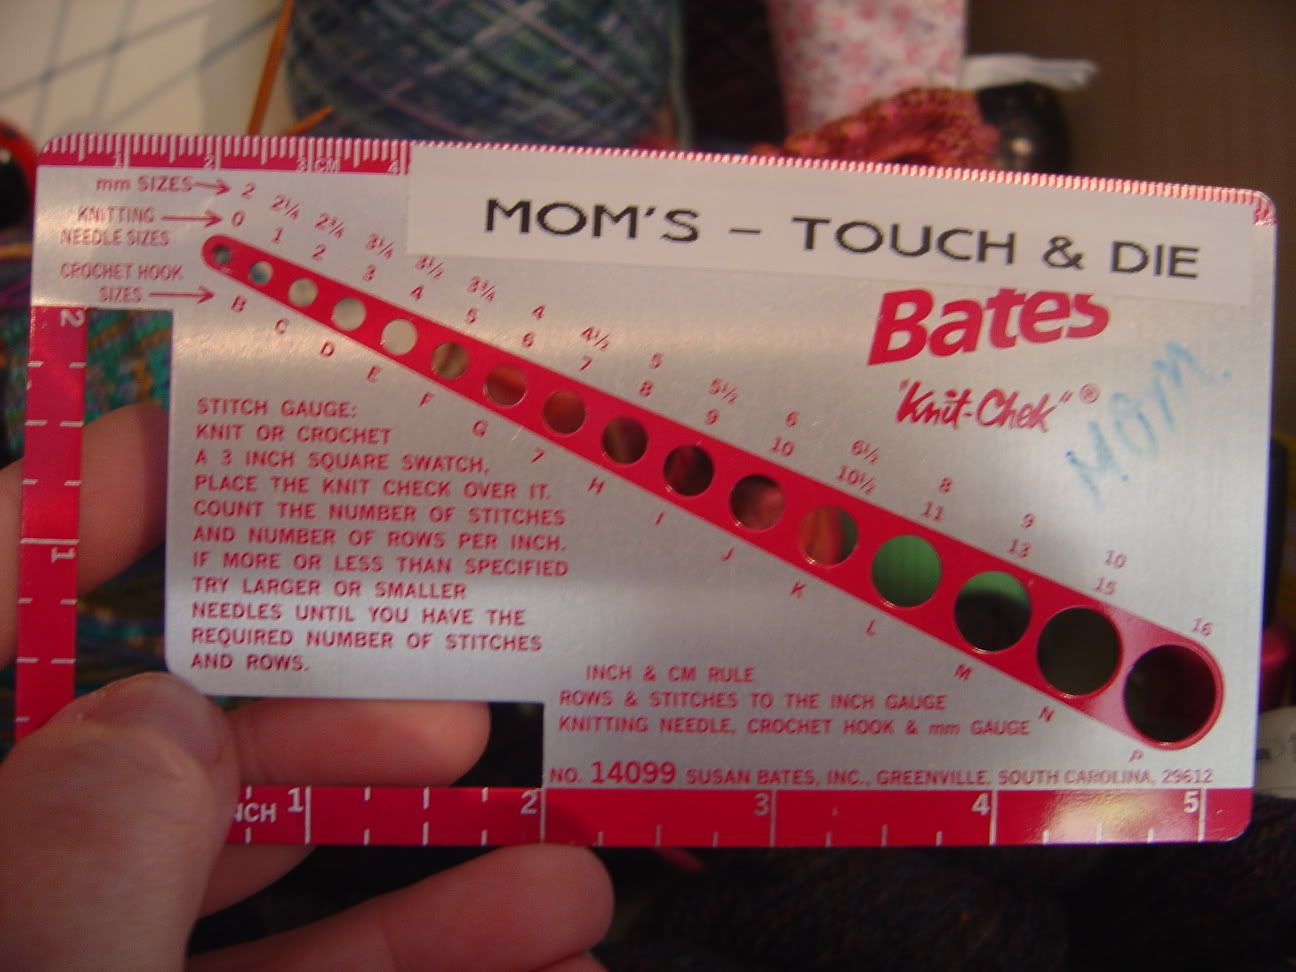 1 2 3 CM 4
MOM'S – TOUCH & DIE
mm SIZES → 2 2¼ 2¾ 3¼ 3½ 3¾ 4 4½ 5 5½ 6 6½ 8 9 10 16
KNITTING → 0 1 2 3 4 5 6 7 8 9 10 10½ 11 13 15
NEEDLE SIZES
CROCHET HOOK
SIZES → B C D E F G 7 H I J K L M N P
Bates
"Knit-Chek"®
MOM.
2
1
STITCH GAUGE:
KNIT OR CROCHET
A 3 INCH SQUARE SWATCH,
PLACE THE KNIT CHECK OVER IT.
COUNT THE NUMBER OF STITCHES
AND NUMBER OF ROWS PER INCH.
IF MORE OR LESS THAN SPECIFIED
TRY LARGER OR SMALLER
NEEDLES UNTIL YOU HAVE THE
REQUIRED NUMBER OF STITCHES
AND ROWS.
INCH & CM RULE
ROWS & STITCHES TO THE INCH GAUGE
KNITTING NEEDLE, CROCHET HOOK & mm GAUGE
NO. 14099 SUSAN BATES, INC., GREENVILLE, SOUTH CAROLINA, 29612
1 2 3 4 5